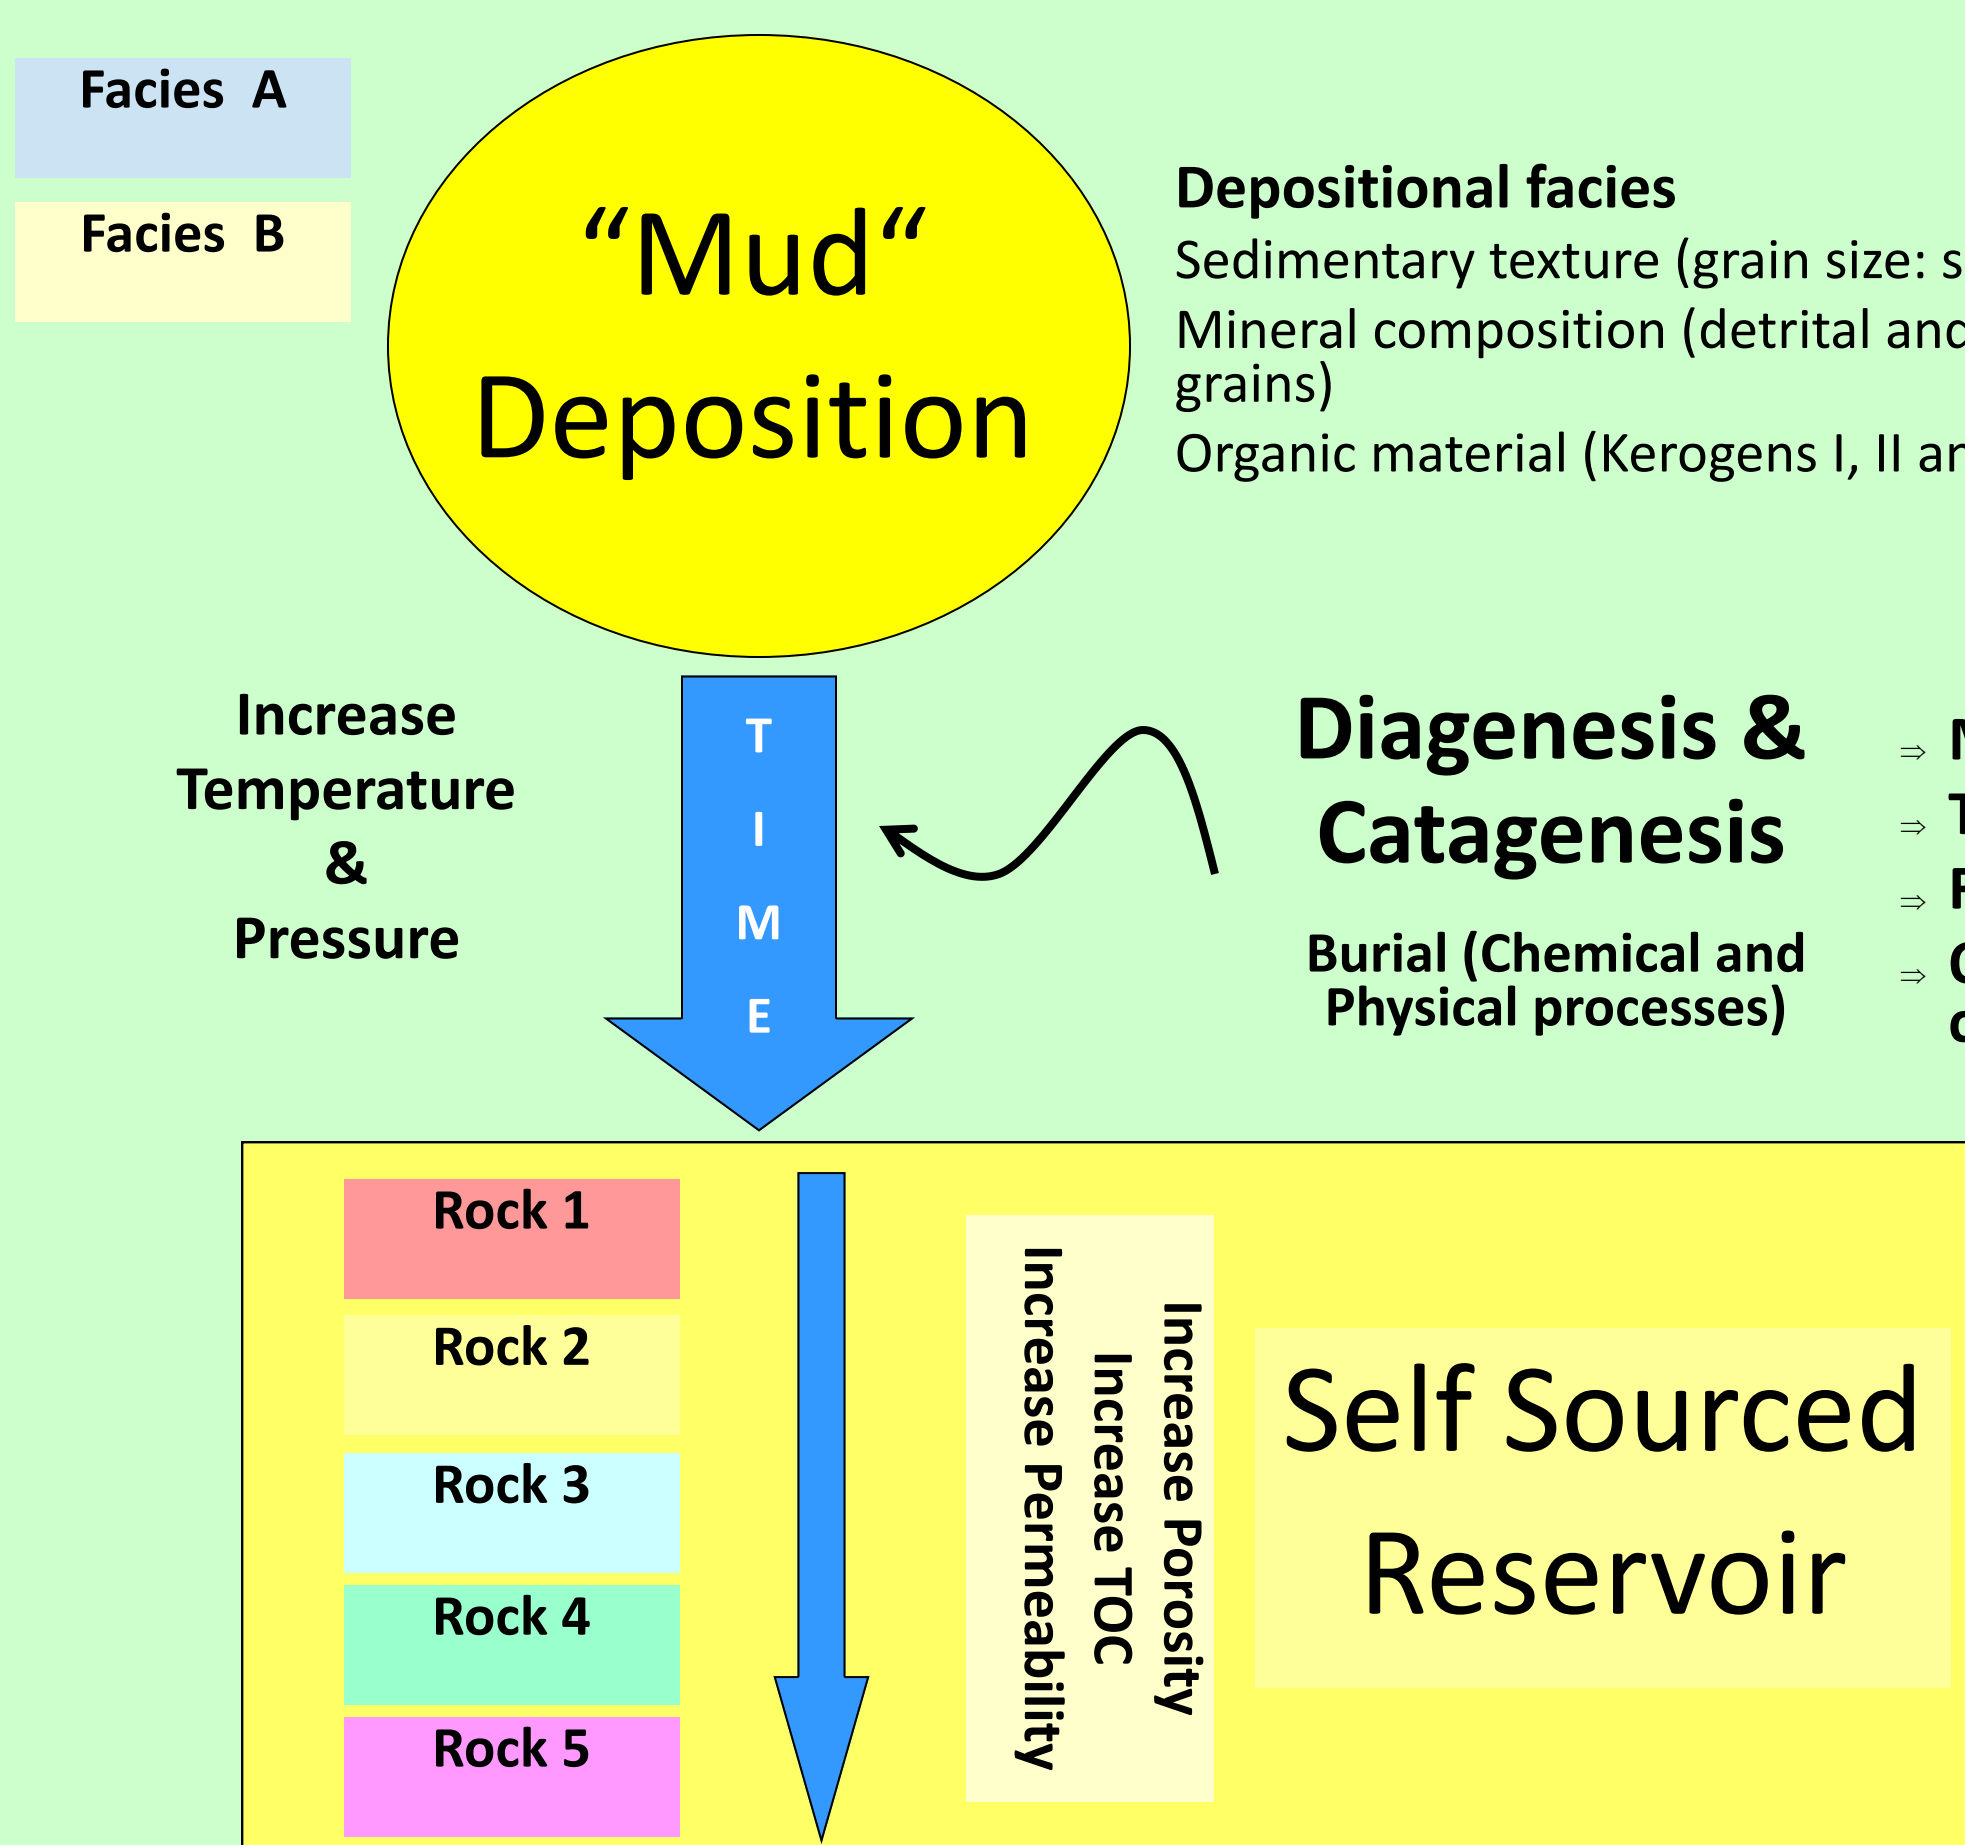 Facies  A
Facies  B
“Mud“
Deposition
Depositional facies
Sedimentary texture (grain size:
Mineral composition (detrital and
grains)
Organic material (Kerogens I, II
Increase
Temperature
&
Pressure
T
I
M
E
Diagenesis &
Catagenesis
Burial (Chemical and
Physical processes)
⇒
⇒
⇒
⇒
Rock 1
Rock 2
Rock 3
Rock 4
Rock 5
Increase Porosity
Increase TOC
Increase Permeability
Self Sourced
Reservoir